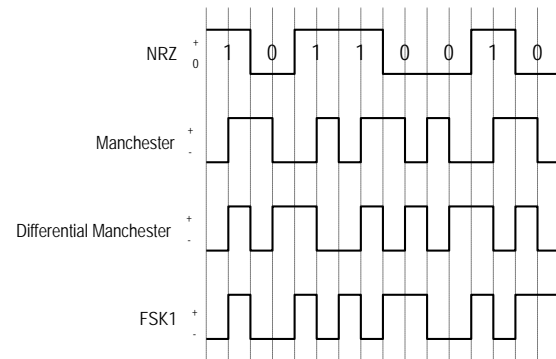 NRZ + 0 1 0 1 1 0 0 1 0
Manchester + -
Differential Manchester + -
FSK1 + -